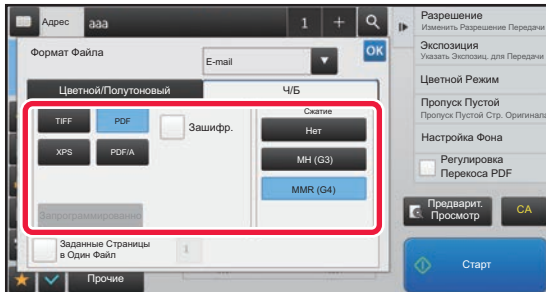 Адрес
aaa
1
+
Формат Файла
E-mail
OK
Цветной/Полутоновый
Ч/Б
TIFF
PDF
Зашифр.
XPS
PDF/A
Запрограммированно
Сжатие
Нет
MH (G3)
MMR (G4)
Заданные Страницы
в Один Файл
1
Прочие
Разрешение
Изменить Разрешение Передачи
Экспозиция
Указать Экспозиц. для Передачи
Цветной Режим
Пропуск Пустой
Пропуск Пустой Стр. Оригинала
Настройка Фона
Регулировка
Перекоса PDF
Предварит.
Просмотр
CA
Старт